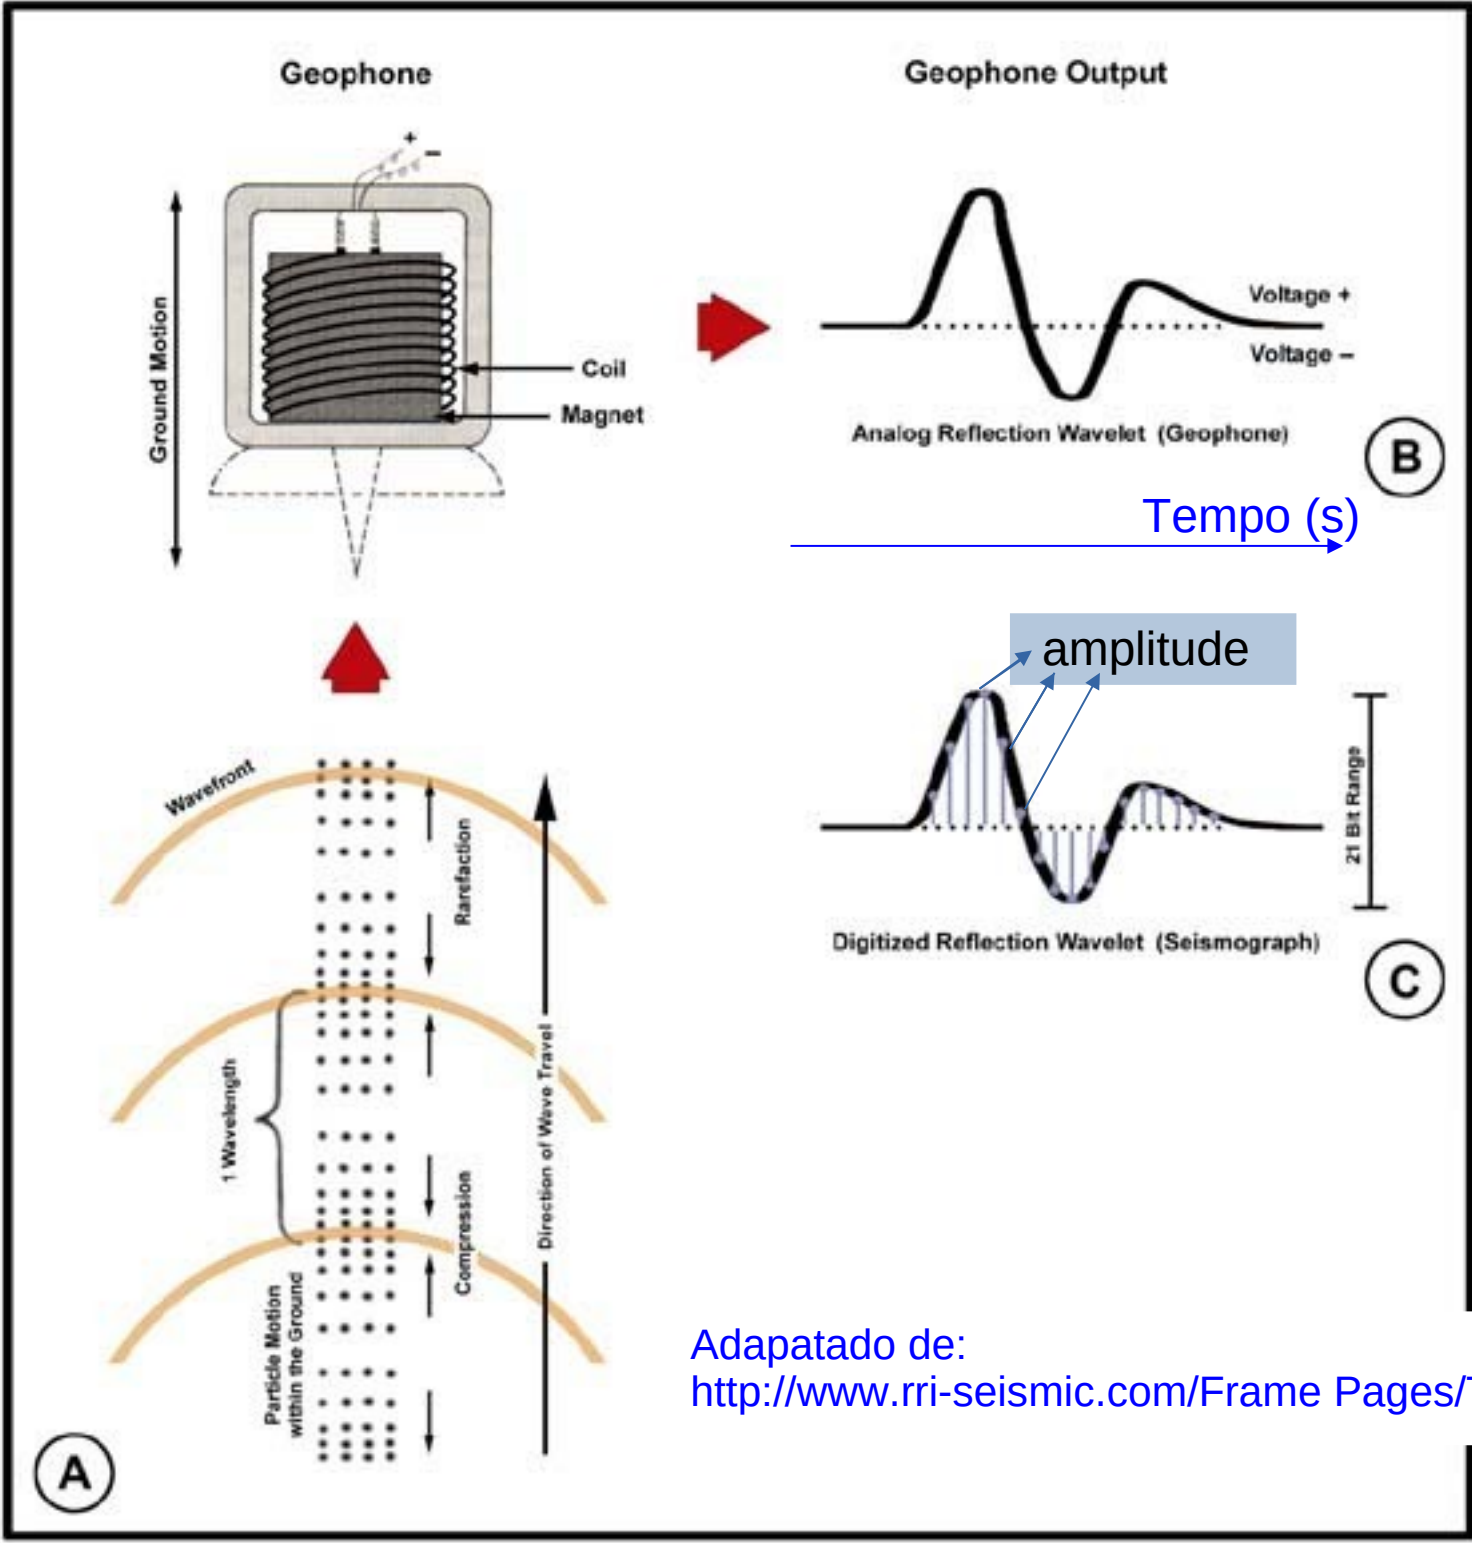 Geophone
+
–
Ground Motion
Coil
Magnet
Geophone Output
Voltage +
Voltage –
Analog Reflection Wavelet (Geophone)
B
Tempo (s)
amplitude
21 Bit Range
Digitized Reflection Wavelet (Seismograph)
C
Wavefront
Rarefaction
1 Wavelength
Direction of Wave Travel
Compression
Particle Motion
within the Ground
A
Adapatado de:
http://www.rri-seismic.com/Frame Pages/